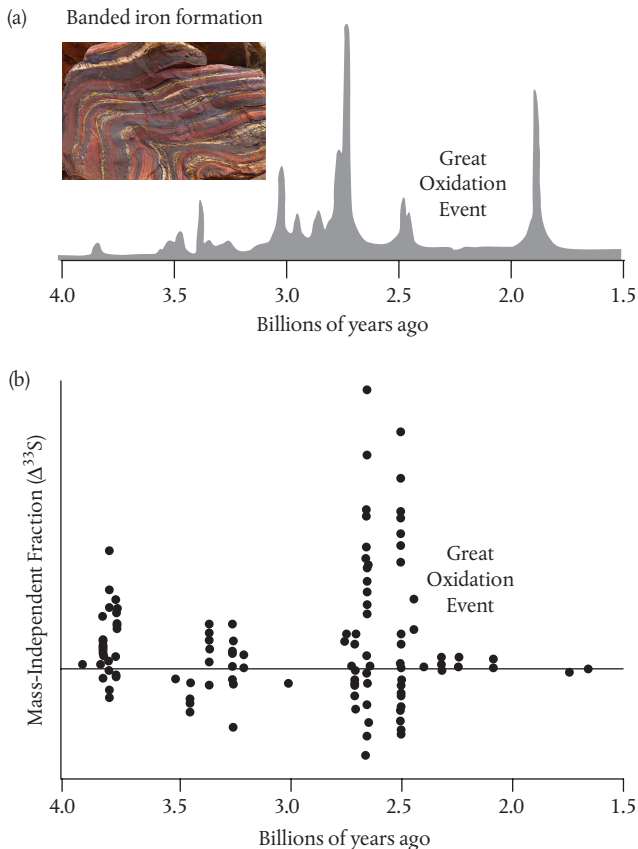 (a)
Banded iron formation
Great
Oxidation
Event
4.0 3.5 3.0 2.5 2.0 1.5
Billions of years ago
(b)
Mass-Independent Fraction (Δ³³S)
Great
Oxidation
Event
4.0 3.5 3.0 2.5 2.0 1.5
Billions of years ago